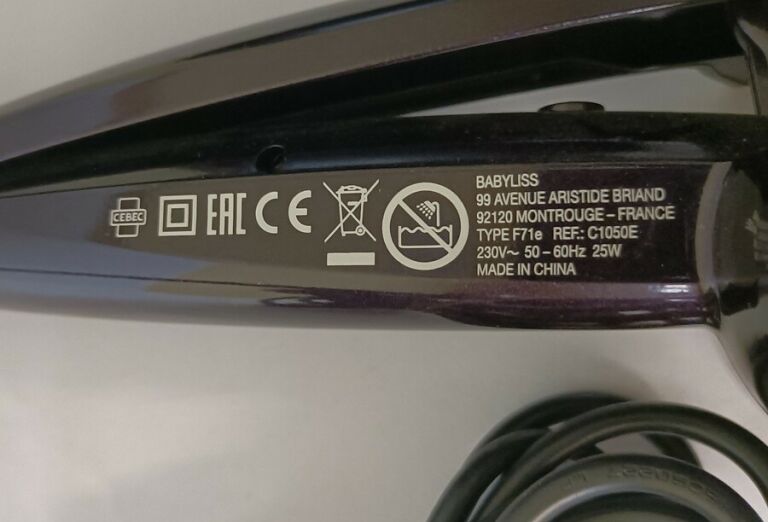 CEBEC
EAC CE
BABYLISS
99 AVENUE ARISTIDE BRIAND
92120 MONTROUGE – FRANCE
TYPE F71e REF.: C1050E
230V~ 50 – 60Hz 25W
MADE IN CHINA